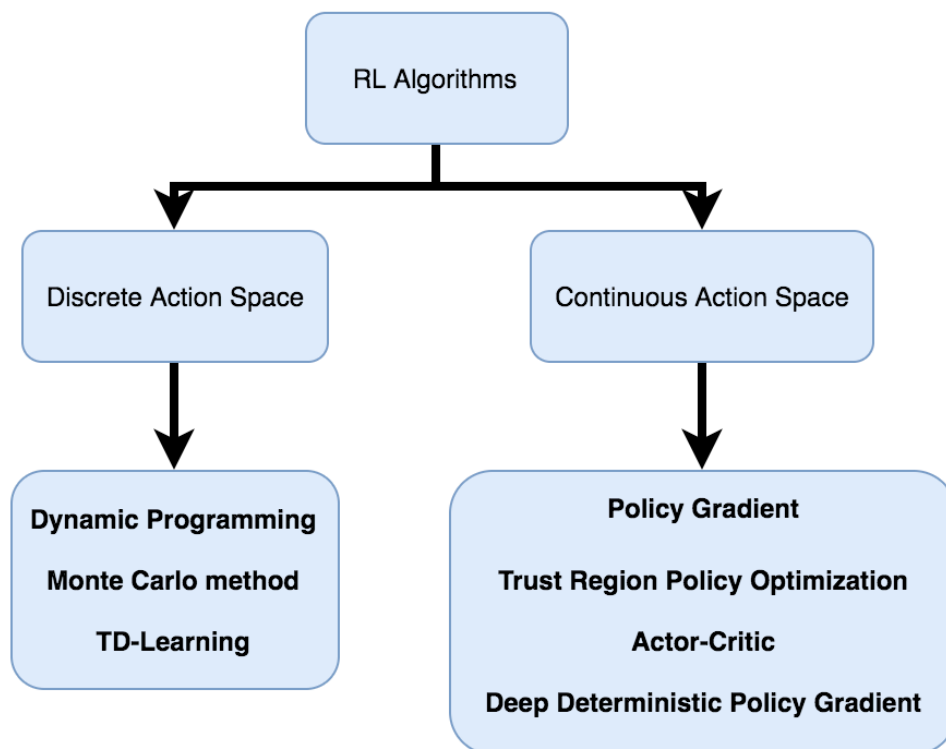 RL Algorithms
Discrete Action Space
Continuous Action Space
Dynamic Programming
Monte Carlo method
TD-Learning
Policy Gradient
Trust Region Policy Optimization
Actor-Critic
Deep Deterministic Policy Gradient